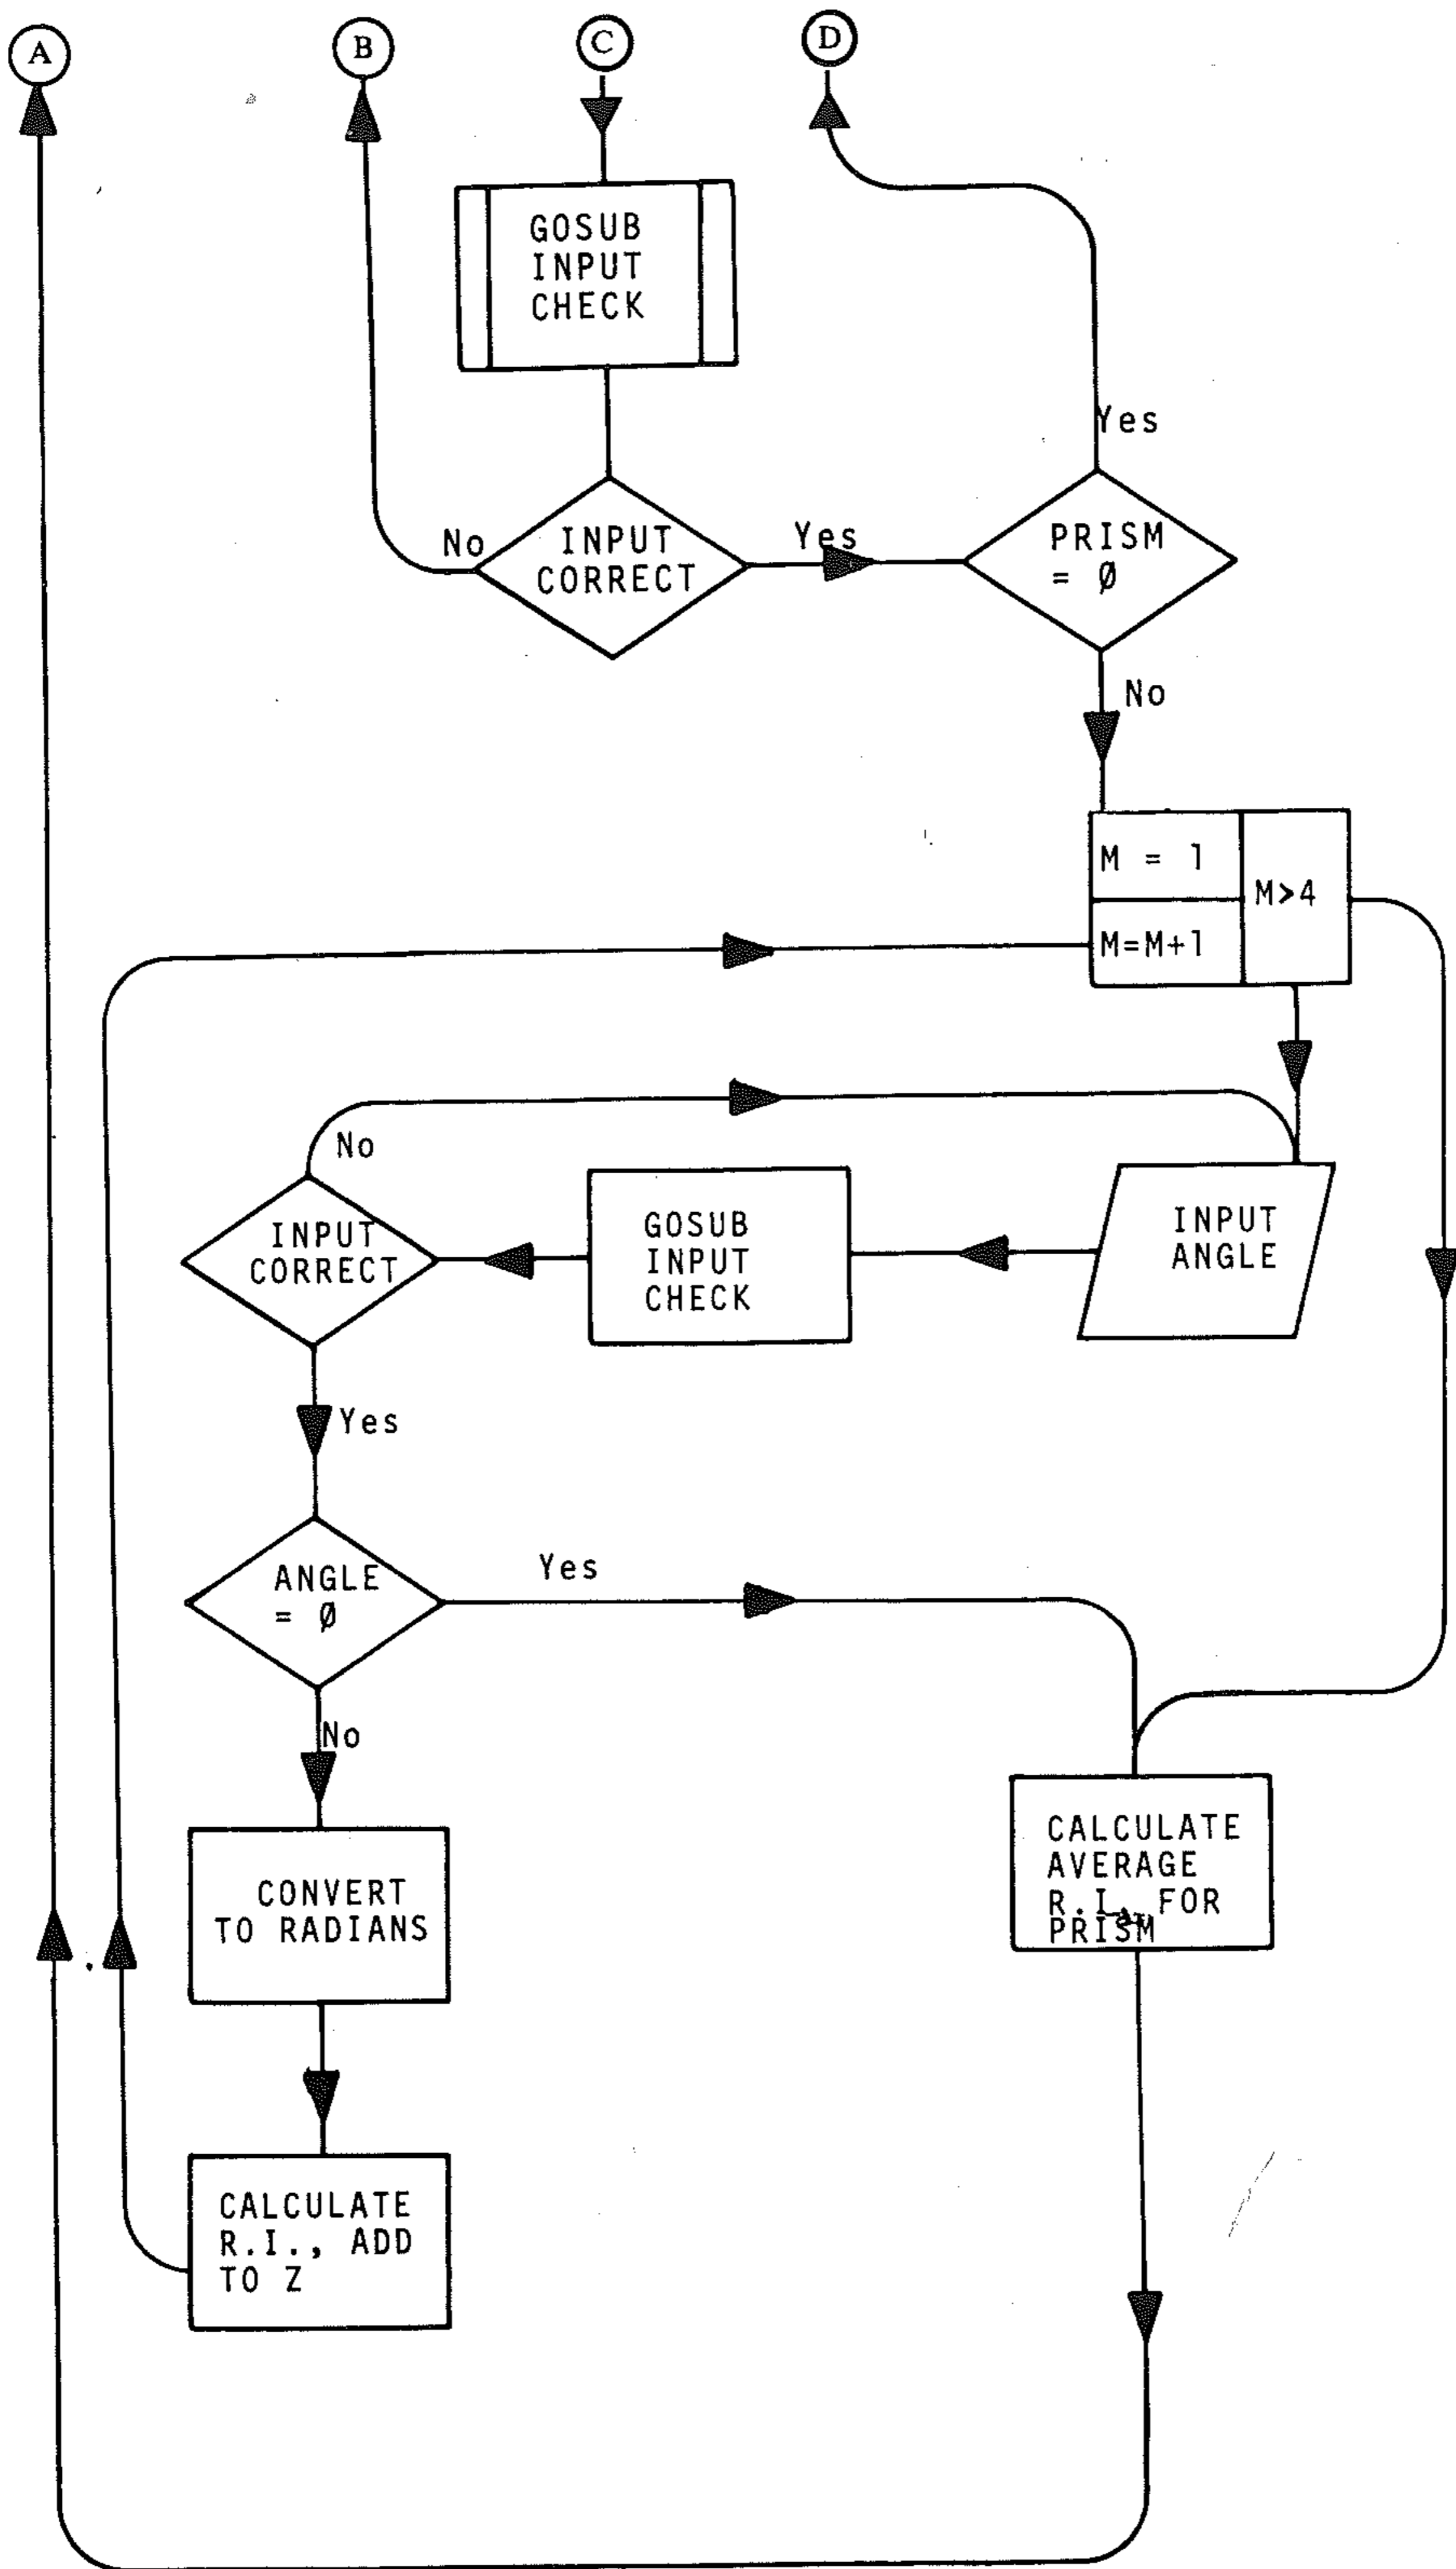 A
B
C
D
GOSUB
INPUT
CHECK
Yes
No
INPUT
CORRECT
Yes
PRISM
= Ø
No
M = 1
M>4
M=M+1
No
INPUT
CORRECT
GOSUB
INPUT
CHECK
INPUT
ANGLE
Yes
ANGLE
= Ø
Yes
No
CONVERT
TO RADIANS
CALCULATE
AVERAGE
R.I. FOR
PRISM
CALCULATE
R.I., ADD
TO Z